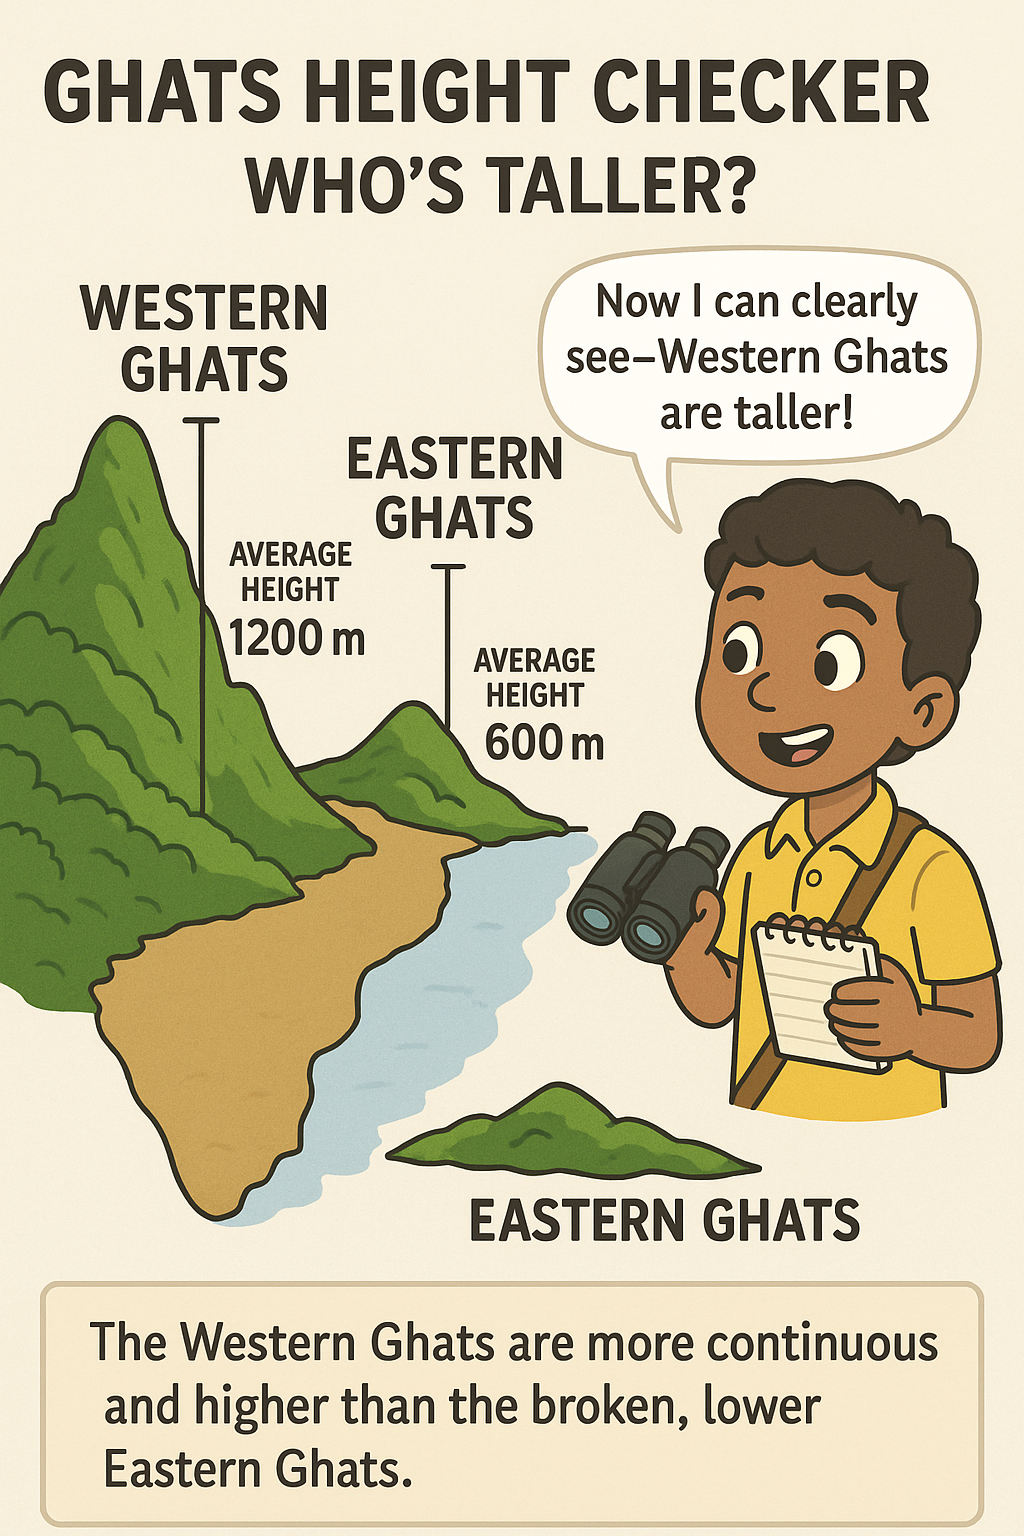 GHATS HEIGHT CHECKER
WHO'S TALLER?
WESTERN
GHATS
Now I can clearly
see–Western Ghats
are taller!
EASTERN
GHATS
AVERAGE
HEIGHT
1200 m
AVERAGE
HEIGHT
600 m
EASTERN GHATS
The Western Ghats are more continuous
and higher than the broken, lower
Eastern Ghats.